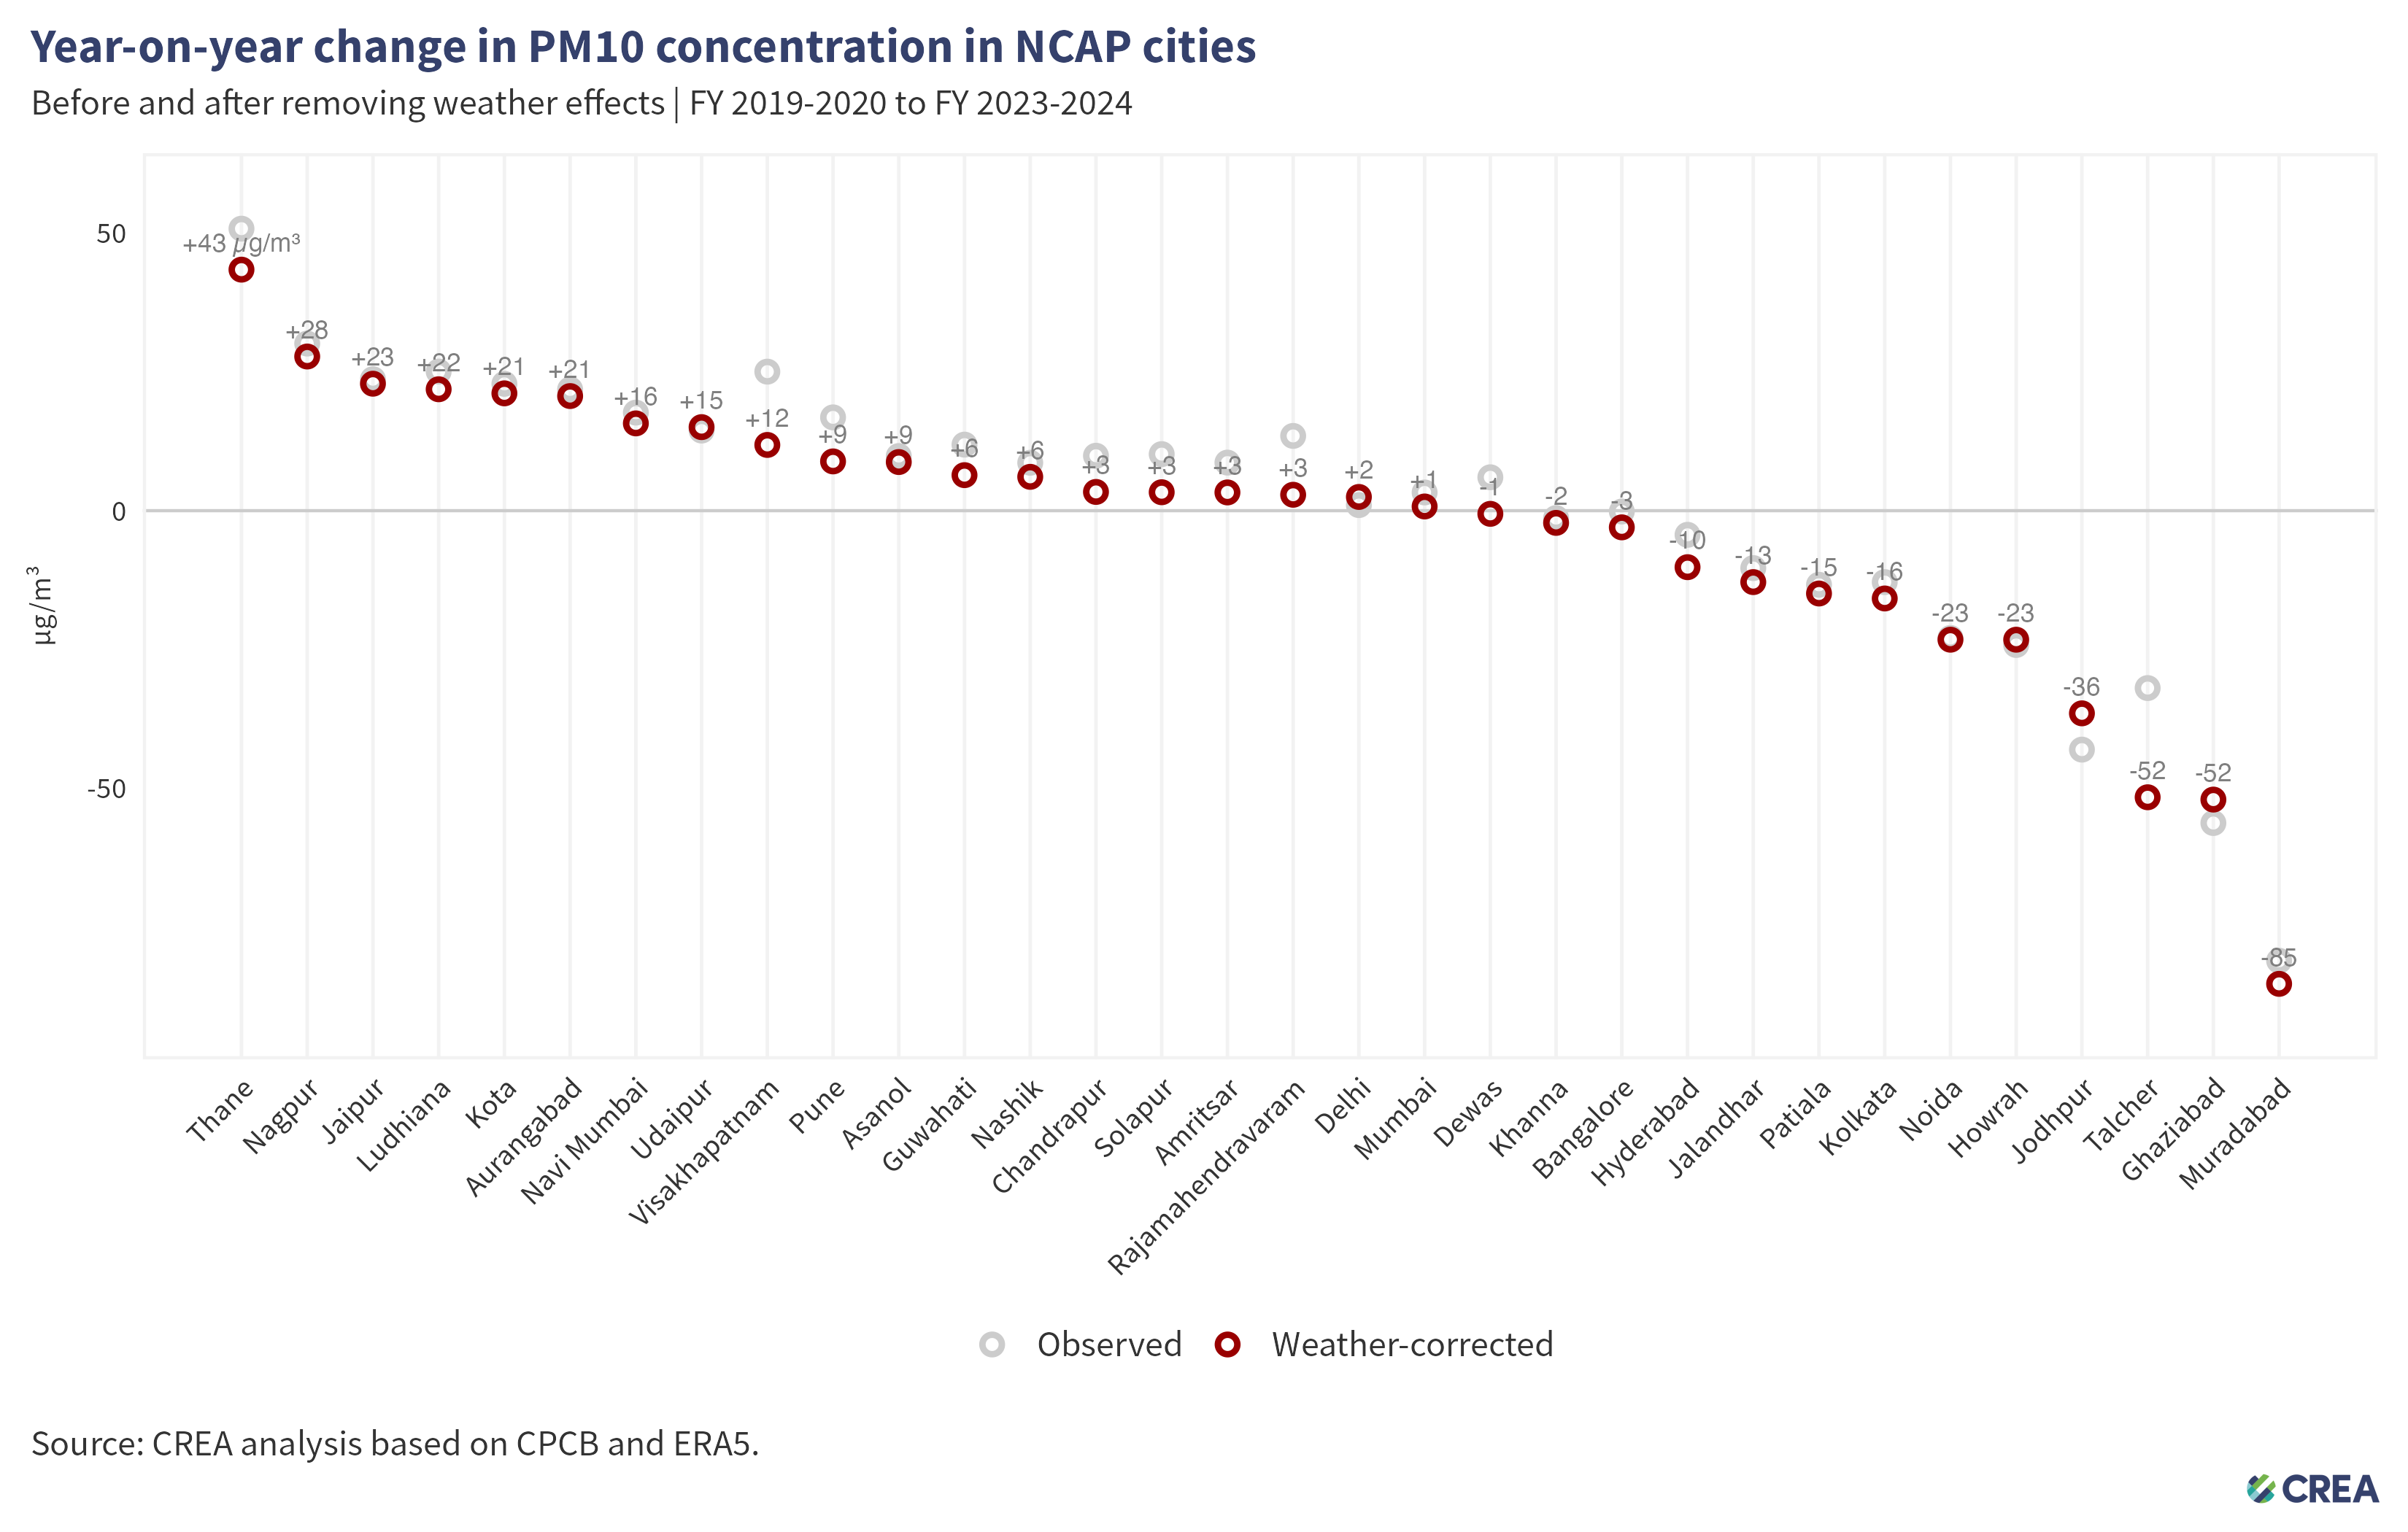 Year-on-year change in PM10 concentration in NCAP cities
Before and after removing weather effects | FY 2019-2020 to FY 2023-2024
50
0
-50
µg/m³
+43 µg/m³
+28
+23
+22
+21
+21
+16
+15
+12
+9
+9
+6
+6
+3
+3
+3
+3
+2
+1
-1
-2
-3
-10
-13
-15
-16
-23
-23
-36
-52
-52
-85
Thane
Nagpur
Jaipur
Ludhiana
Kota
Aurangabad
Navi Mumbai
Udaipur
Visakhapatnam
Pune
Asanol
Guwahati
Nashik
Chandrapur
Solapur
Amritsar
Rajamahendravaram
Delhi
Mumbai
Dewas
Khanna
Bangalore
Hyderabad
Jalandhar
Patiala
Kolkata
Noida
Howrah
Jodhpur
Talcher
Ghaziabad
Muradabad
Observed
Weather-corrected
Source: CREA analysis based on CPCB and ERA5.
CREA